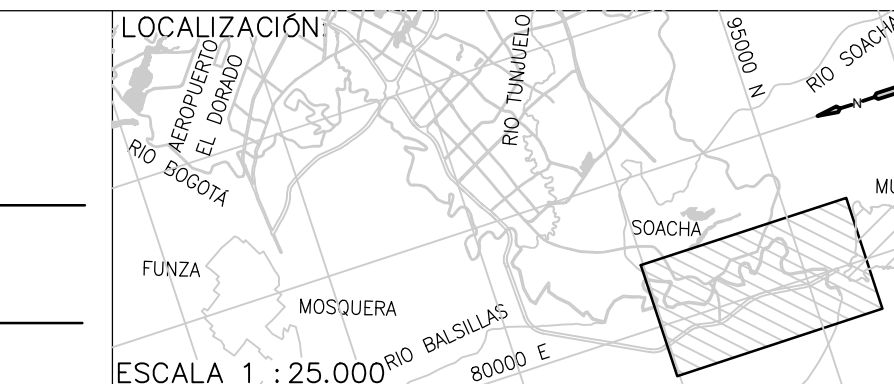 LOCALIZACIÓN:
AEROPUERTO
EL DORADO
RIO BOGOTÁ
RIO TUNJUELO
95000 N
RIO SOACHA
N
SOACHA
FUNZA
MOSQUERA
RIO BALSILLAS
80000 E
ESCALA 1 :25.000